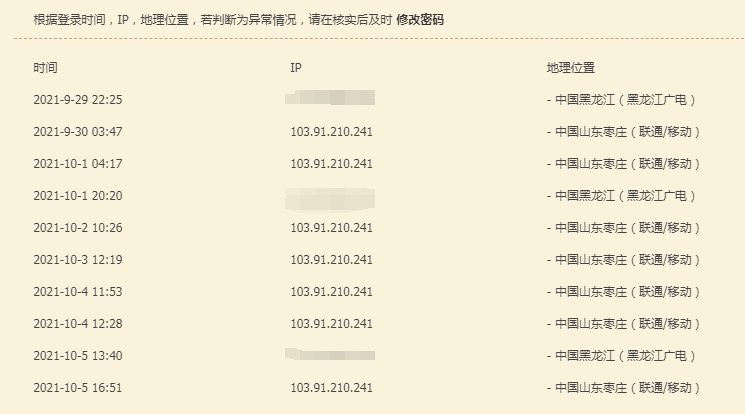 根据登录时间，IP，地理位置，若判断为异常情况，请在核实后及时 修改密码
时间 IP 地理位置
2021-9-29 22:25 - 中国黑龙江（黑龙江广电）
2021-9-30 03:47 103.91.210.241 - 中国山东枣庄（联通/移动）
2021-10-1 04:17 103.91.210.241 - 中国山东枣庄（联通/移动）
2021-10-1 20:20 - 中国黑龙江（黑龙江广电）
2021-10-2 10:26 103.91.210.241 - 中国山东枣庄（联通/移动）
2021-10-3 12:19 103.91.210.241 - 中国山东枣庄（联通/移动）
2021-10-4 11:53 103.91.210.241 - 中国山东枣庄（联通/移动）
2021-10-4 12:28 103.91.210.241 - 中国山东枣庄（联通/移动）
2021-10-5 13:40 - 中国黑龙江（黑龙江广电）
2021-10-5 16:51 103.91.210.241 - 中国山东枣庄（联通/移动）